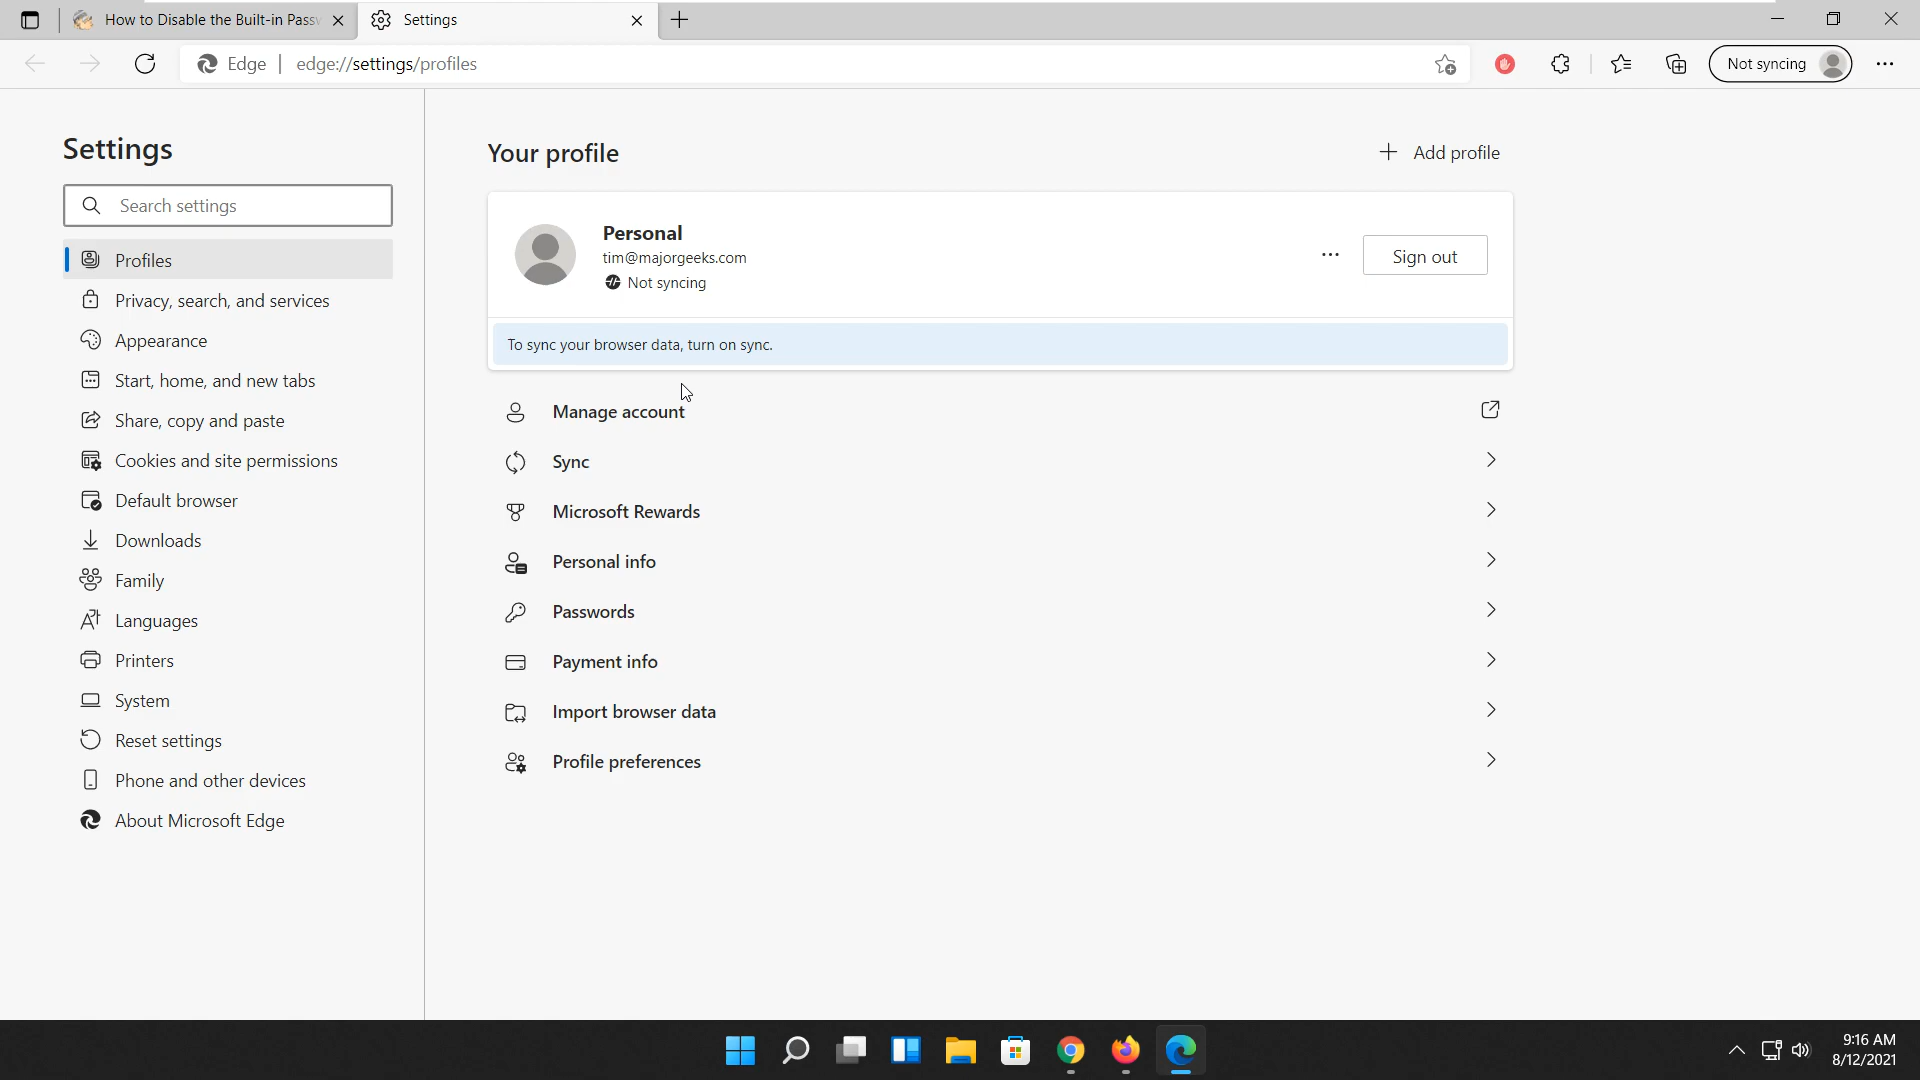 How to Disable the Built-in Passw
Settings
Edge
edge://settings/profiles
Not syncing
Settings
Search settings
Profiles
Privacy, search, and services
Appearance
Start, home, and new tabs
Share, copy and paste
Cookies and site permissions
Default browser
Downloads
Family
Languages
Printers
System
Reset settings
Phone and other devices
About Microsoft Edge
Your profile
Add profile
Personal
tim@majorgeeks.com
Not syncing
Sign out
To sync your browser data, turn on sync.
Manage account
Sync
Microsoft Rewards
Personal info
Passwords
Payment info
Import browser data
Profile preferences
9:16 AM
8/12/2021